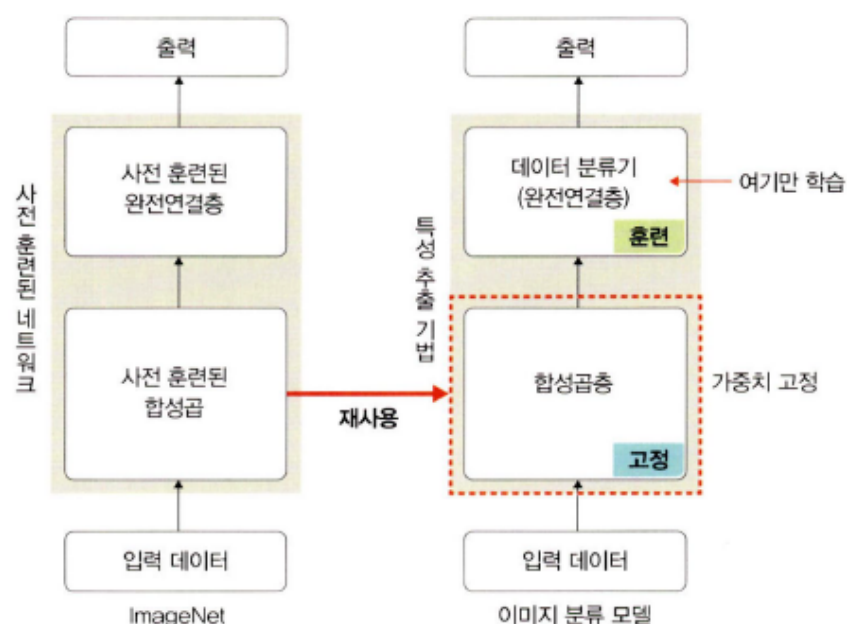 출력
사전 훈련된
완전연결층
사전 훈련된 네트워크
사전 훈련된
합성곱
입력 데이터
ImageNet
재사용
출력
데이터 분류기
(완전연결층)
훈련
여기만 학습
특성 추출 기법
합성곱층
고정
가중치 고정
입력 데이터
이미지 분류 모델